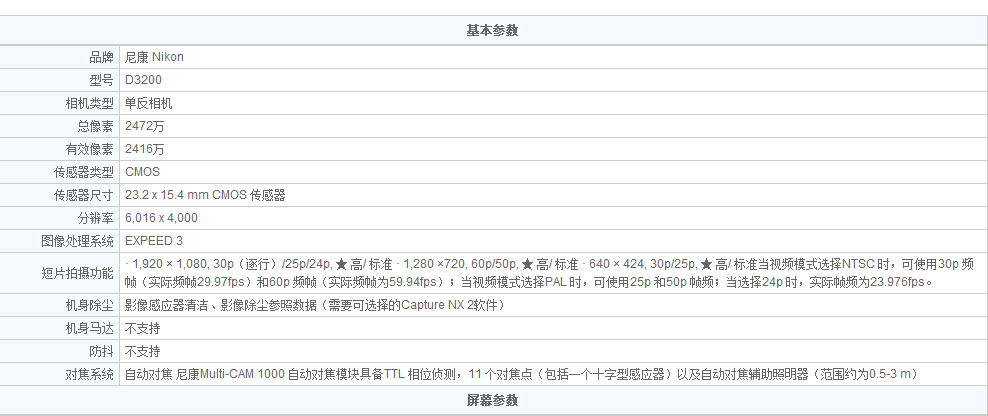 基本参数
品牌 尼康 Nikon
型号 D3200
相机类型 单反相机
总像素 2472万
有效像素 2416万
传感器类型 CMOS
传感器尺寸 23.2 x 15.4 mm CMOS 传感器
分辨率 6,016 x 4,000
图像处理系统 EXPEED 3
短片拍摄功能 · 1,920 × 1,080, 30p（逐行）/25p/24p, ★ 高/ 标准 · 1,280 ×720, 60p/50p, ★ 高/ 标准 · 640 × 424, 30p/25p, ★ 高/ 标准当视频模式选择NTSC 时，可使用30p 频
帧（实际频帧29.97fps）和60p 频帧（实际频帧为59.94fps）；当视频模式选择PAL 时，可使用25p 和50p 帧频；当选择24p 时，实际帧频为23.976fps。
机身除尘 影像感应器清洁、影像除尘参照数据（需要可选择的Capture NX 2软件）
机身马达 不支持
防抖 不支持
对焦系统 自动对焦 尼康Multi-CAM 1000 自动对焦模块具备TTL 相位侦测，11 个对焦点（包括一个十字型感应器）以及自动对焦辅助照明器（范围约为0.5-3 m）
屏幕参数